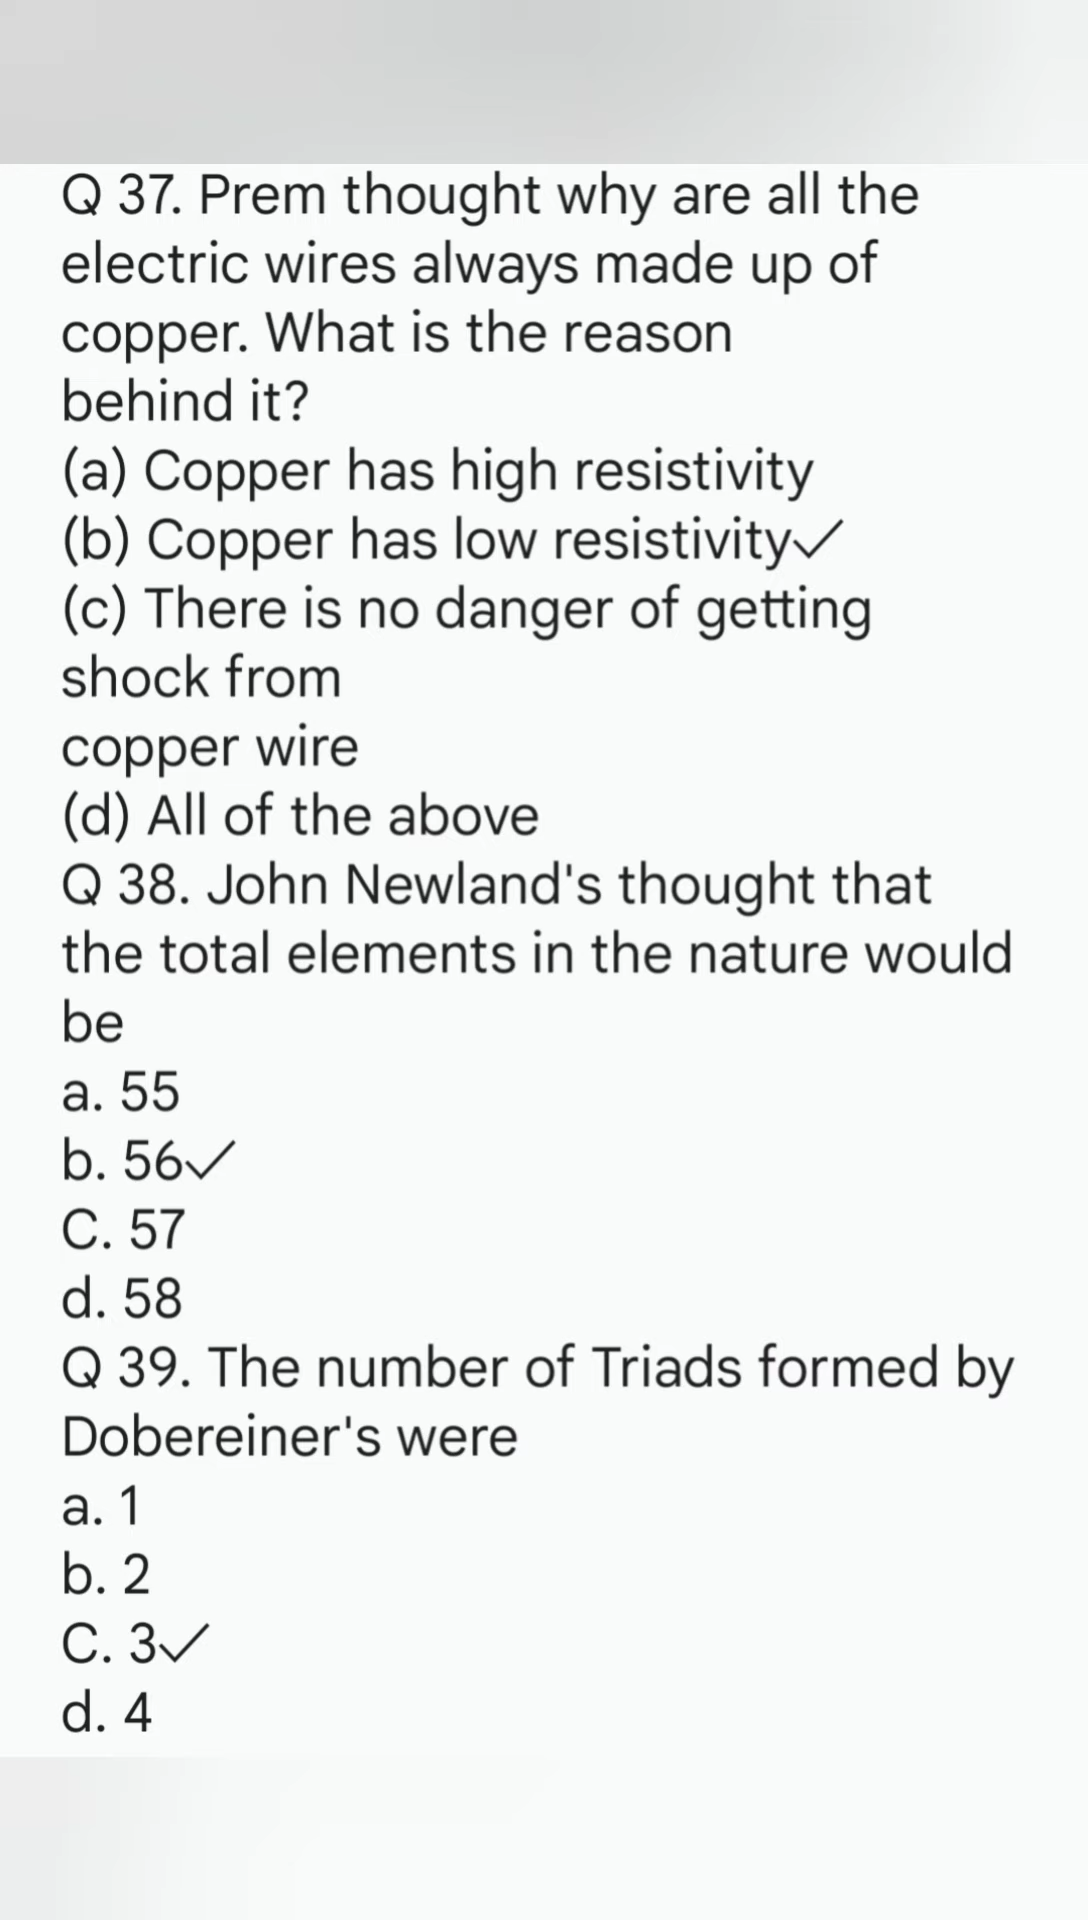 Q 37. Prem thought why are all the
electric wires always made up of
copper. What is the reason
behind it?
(a) Copper has high resistivity
(b) Copper has low resistivity✓
(c) There is no danger of getting
shock from
copper wire
(d) All of the above
Q 38. John Newland's thought that
the total elements in the nature would
be
a. 55
b. 56✓
C. 57
d. 58
Q 39. The number of Triads formed by
Dobereiner's were
a. 1
b. 2
C. 3✓
d. 4